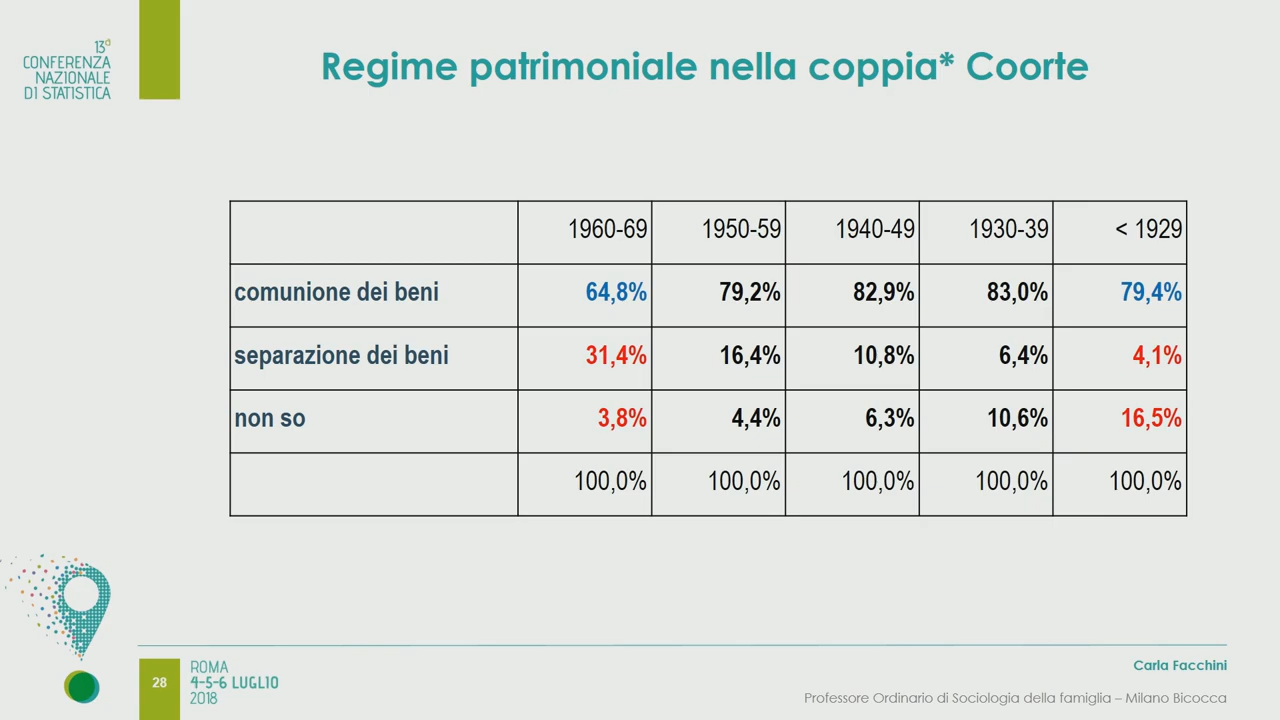 13a
CONFERENZA
NAZIONALE
DI STATISTICA
Regime patrimoniale nella coppia* Coorte
1960-69 1950-59 1940-49 1930-39 < 1929
comunione dei beni 64,8% 79,2% 82,9% 83,0% 79,4%
separazione dei beni 31,4% 16,4% 10,8% 6,4% 4,1%
non so 3,8% 4,4% 6,3% 10,6% 16,5%
100,0% 100,0% 100,0% 100,0% 100,0%
28
ROMA
4-5-6 LUGLIO
2018
Carla Facchini
Professore Ordinario di Sociologia della famiglia – Milano Bicocca